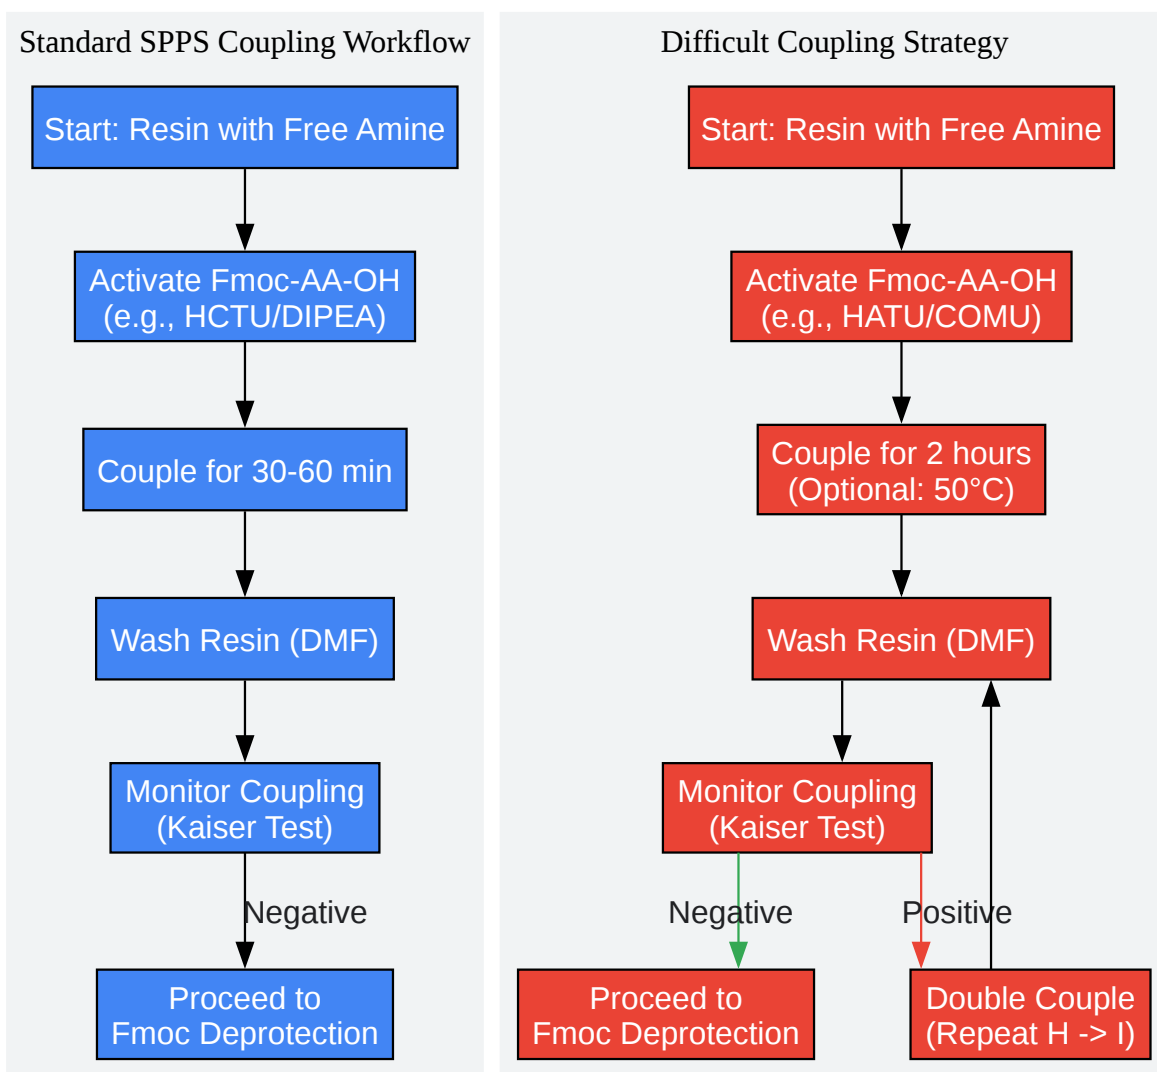 Standard SPPS Coupling Workflow
Start: Resin with Free Amine
Activate Fmoc-AA-OH
(e.g., HCTU/DIPEA)
Couple for 30-60 min
Wash Resin (DMF)
Monitor Coupling
(Kaiser Test)
Negative
Proceed to
Fmoc Deprotection
Difficult Coupling Strategy
Start: Resin with Free Amine
Activate Fmoc-AA-OH
(e.g., HATU/COMU)
Couple for 2 hours
(Optional: 50°C)
Wash Resin (DMF)
Monitor Coupling
(Kaiser Test)
Negative
Positive
Proceed to
Fmoc Deprotection
Double Couple
(Repeat H -> I)